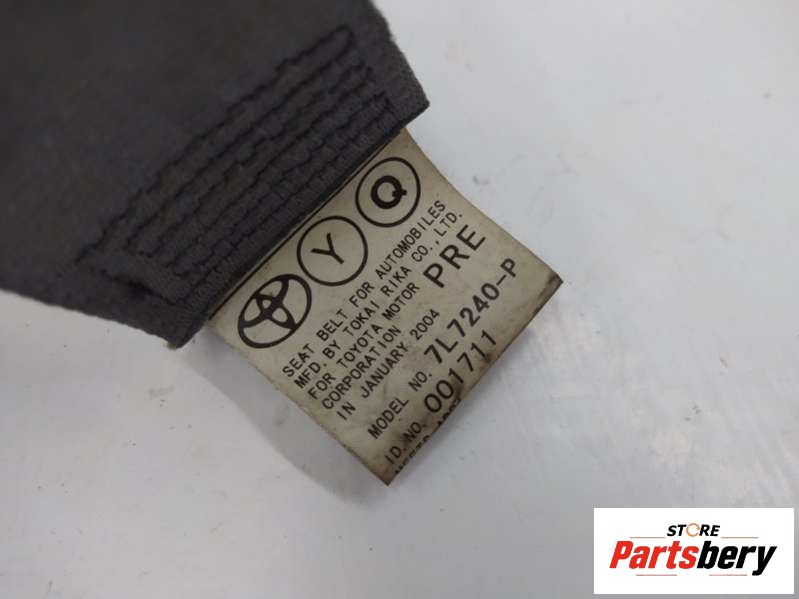 Y Q
SEAT BELT FOR AUTOMOBILES
MFD. BY TOKAI RIKA CO., LTD.
FOR TOYOTA MOTOR PRE
CORPORATION
IN JANUARY 2004
MODEL NO. 7L7240-P
ID. NO. 001711
STORE
Partsbery